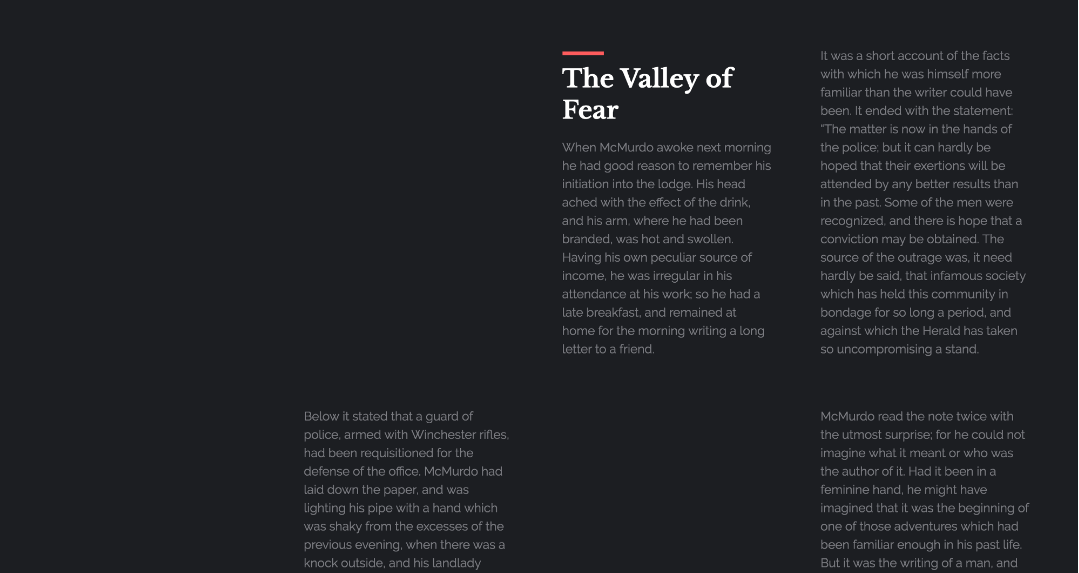 The Valley of
Fear
When McMurdo awoke next morning
he had good reason to remember his
initiation into the lodge. His head
ached with the effect of the drink,
and his arm, where he had been
branded, was hot and swollen.
Having his own peculiar source of
income, he was irregular in his
attendance at his work; so he had a
late breakfast, and remained at
home for the morning writing a long
letter to a friend.
It was a short account of the facts
with which he was himself more
familiar than the writer could have
been. It ended with the statement:
“The matter is now in the hands of
the police; but it can hardly be
hoped that their exertions will be
attended by any better results than
in the past. Some of the men were
recognized, and there is hope that a
conviction may be obtained. The
source of the outrage was, it need
hardly be said, that infamous society
which has held this community in
bondage for so long a period, and
against which the Herald has taken
so uncompromising a stand.
Below it stated that a guard of
police, armed with Winchester rifles,
had been requisitioned for the
defense of the office. McMurdo had
laid down the paper, and was
lighting his pipe with a hand which
was shaky from the excesses of the
previous evening, when there was a
knock outside, and his landlady
McMurdo read the note twice with
the utmost surprise; for he could not
imagine what it meant or who was
the author of it. Had it been in a
feminine hand, he might have
imagined that it was the beginning of
one of those adventures which had
been familiar enough in his past life.
But it was the writing of a man, and